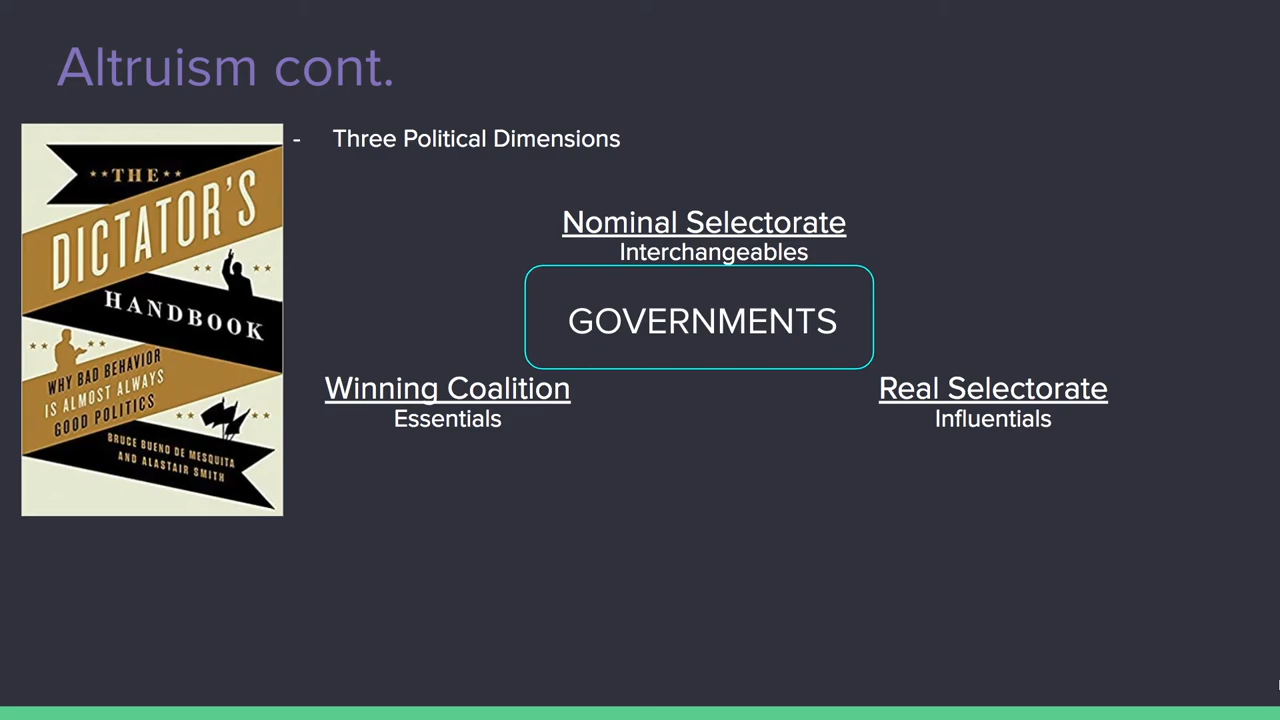 Altruism cont.
THE
DICTATOR'S
HANDBOOK
WHY BAD BEHAVIOR
IS ALMOST ALWAYS
GOOD POLITICS
BRUCE BUENO DE MESQUITA
AND ALASTAIR SMITH
- Three Political Dimensions
Nominal Selectorate
Interchangeables
GOVERNMENTS
Winning Coalition
Essentials
Real Selectorate
Influentials